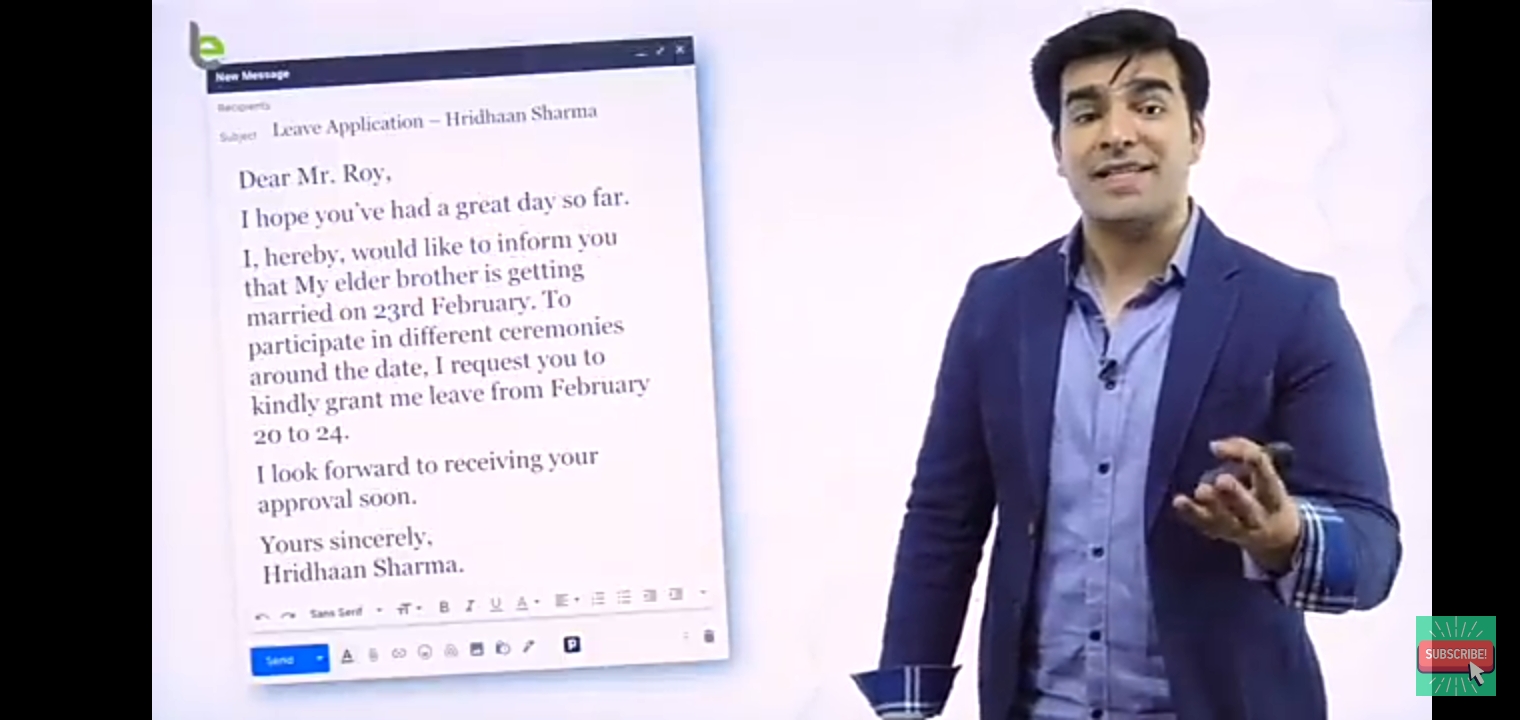 New Message
Recipients
Subject Leave Application – Hridhaan Sharma
Dear Mr. Roy,
I hope you've had a great day so far.
I, hereby, would like to inform you
that My elder brother is getting
married on 23rd February. To
participate in different ceremonies
around the date, I request you to
kindly grant me leave from February
20 to 24.
I look forward to receiving your
approval soon.
Yours sincerely,
Hridhaan Sharma.
Sans Serif
Send
SUBSCRIBE!